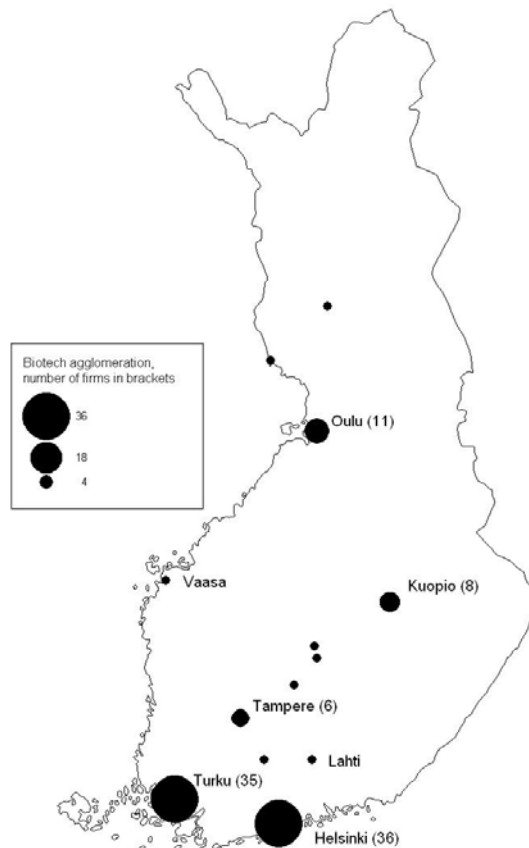 Biotech agglomeration,
number of firms in brackets
36
18
4
Oulu (11)
Vaasa
Kuopio (8)
Tampere (6)
Lahti
Turku (35)
Helsinki (36)